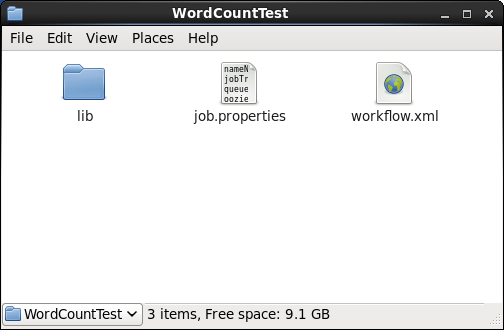 WordCountTest
File Edit View Places Help
nameN
jobTr
queue
oozie
lib
job.properties
workflow.xml
WordCountTest
3 items, Free space: 9.1 GB